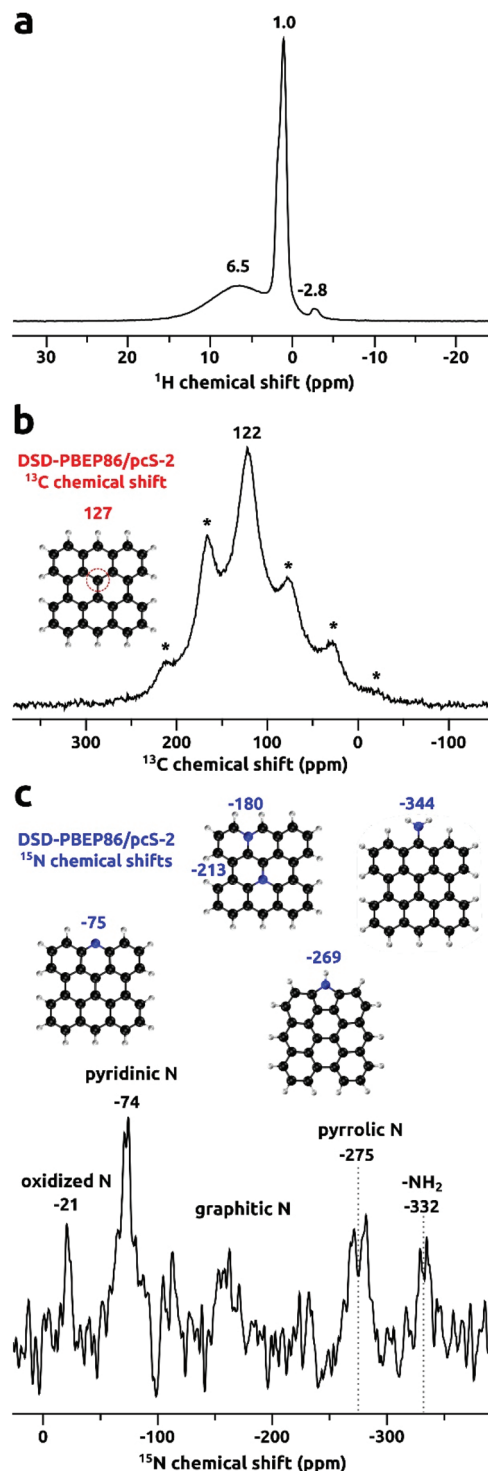 a
1.0
6.5
-2.8
30 20 10 0 -10 -20
¹H chemical shift (ppm)
b
122
DSD-PBEP86/pcS-2
¹³C chemical shift
127
* * * * *
300 200 100 0 -100
¹³C chemical shift (ppm)
c
-180
-344
DSD-PBEP86/pcS-2
¹⁵N chemical shifts
-213
-75
-269
pyridinic N
-74
pyrrolic N
-275
oxidized N
-21
graphitic N
-NH₂
-332
0 -100 -200 -300
¹⁵N chemical shift (ppm)